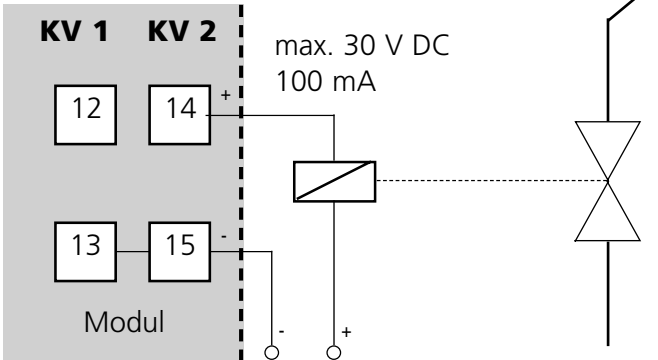 KV 1 KV 2
max. 30 V DC
100 mA
12 14 +
13 15 -
Modul
- +